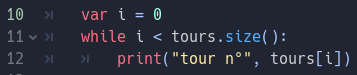 10 var i = 0
11 while i < tours.size():
12 print("tour n°", tours[i])